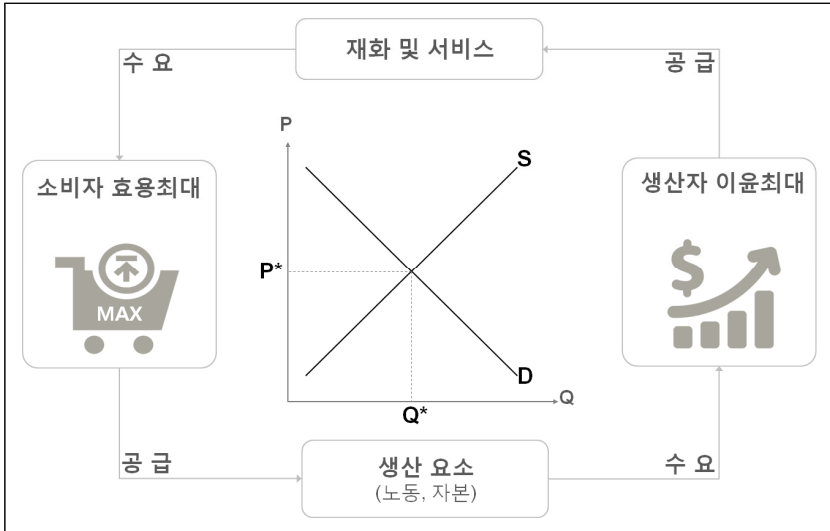 재화 및 서비스
수 요
공 급
P
S
소비자 효용최대
생산자 이윤최대
P*
$
MAX
D
Q
Q*
공 급
생산 요소
(노동, 자본)
수 요